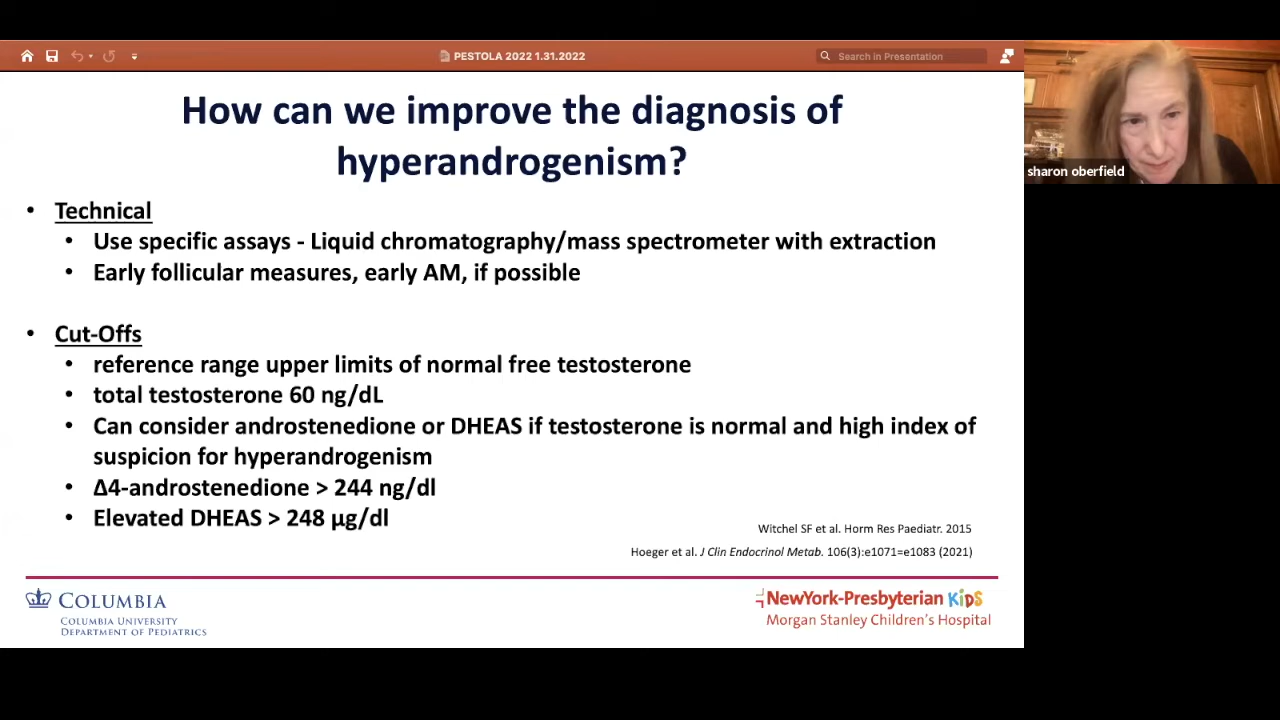 PESTOLA 2022 1.31.2022
Search in Presentation
How can we improve the diagnosis of
hyperandrogenism?
• Technical
• Use specific assays - Liquid chromatography/mass spectrometer with extraction
• Early follicular measures, early AM, if possible
• Cut-Offs
• reference range upper limits of normal free testosterone
• total testosterone 60 ng/dL
• Can consider androstenedione or DHEAS if testosterone is normal and high index of
suspicion for hyperandrogenism
• Δ4-androstenedione > 244 ng/dl
• Elevated DHEAS > 248 µg/dl
Witchel SF et al. Horm Res Paediatr. 2015
Hoeger et al. J Clin Endocrinol Metab. 106(3):e1071=e1083 (2021)
COLUMBIA
COLUMBIA UNIVERSITY
DEPARTMENT OF PEDIATRICS
NewYork-Presbyterian KiDS
Morgan Stanley Children's Hospital
sharon oberfield